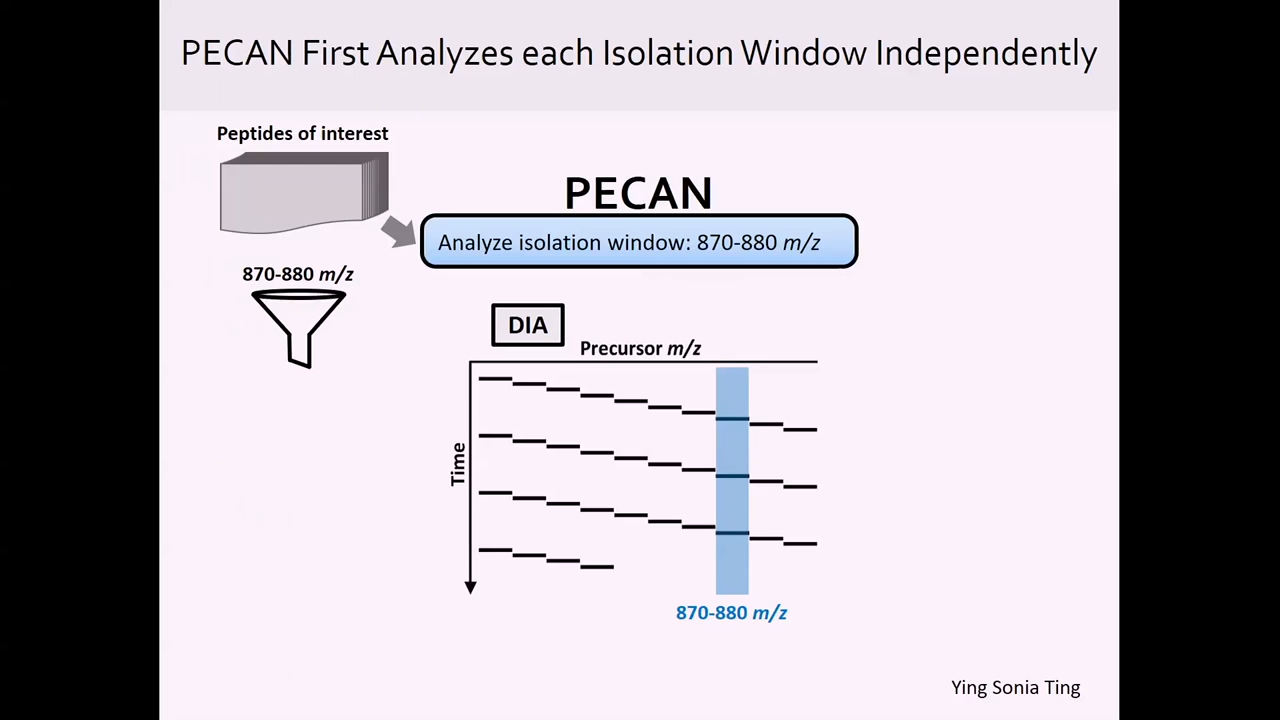 PECAN First Analyzes each Isolation Window Independently
Peptides of interest
PECAN
Analyze isolation window: 870-880 m/z
870-880 m/z
DIA
Precursor m/z
Time
870-880 m/z
Ying Sonia Ting